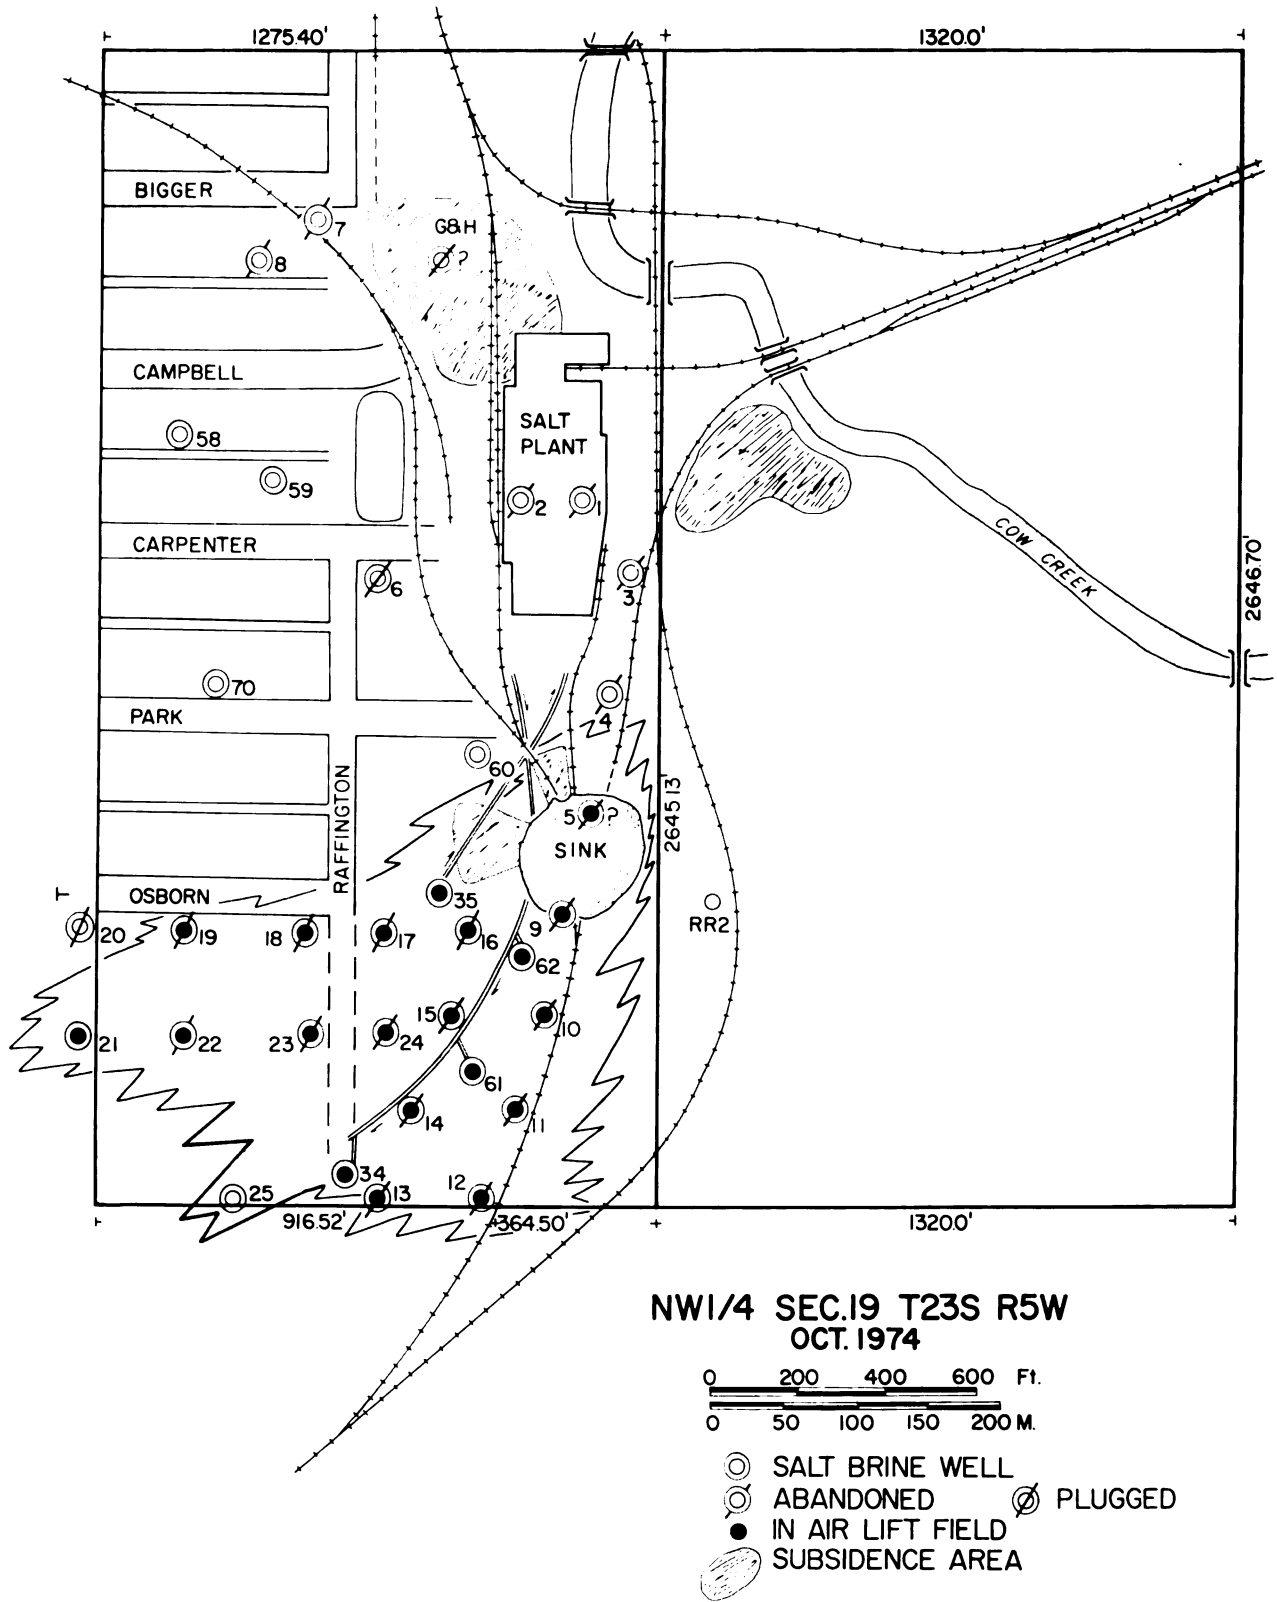 1275.40'
1320.0'
BIGGER
7
G&H
8
?
CAMPBELL
SALT
PLANT
58
59
2
1
COW CREEK
CARPENTER
6
3
2646.70'
70
PARK
4
60
RAFFINGTON
2645.13'
5
?
SINK
OSBORN
35
T
20
19
18
17
16
9
62
RR2
15
10
21
22
23
24
61
14
11
34
25
13
12
916.52'
364.50'
1320.0'
NW1/4 SEC.19 T23S R5W
OCT. 1974
0 200 400 600 Ft.
0 50 100 150 200 M.
SALT BRINE WELL
ABANDONED
PLUGGED
IN AIR LIFT FIELD
SUBSIDENCE AREA